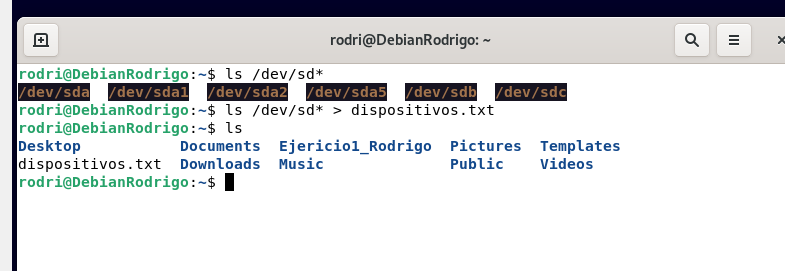 rodri@DebianRodrigo: ~
rodri@DebianRodrigo:~$ ls /dev/sd*
/dev/sda  /dev/sda1  /dev/sda2  /dev/sda5  /dev/sdb  /dev/sdc
rodri@DebianRodrigo:~$ ls /dev/sd* > dispositivos.txt
rodri@DebianRodrigo:~$ ls
Desktop           Documents  Ejericio1_Rodrigo  Pictures  Templates
dispositivos.txt  Downloads  Music              Public    Videos
rodri@DebianRodrigo:~$